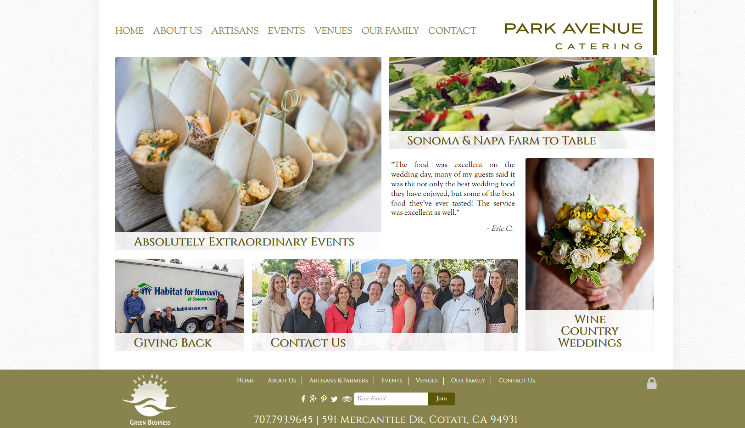 HOME ABOUT US ARTISANS EVENTS VENUES OUR FAMILY CONTACT
PARK AVENUE
CATERING
SONOMA & NAPA FARM TO TABLE
"The food was excellent on the
wedding day, many of my guests said it
was the not only the best wedding food
they have enjoyed, but some of the best
food they've ever tasted! The service
was excellent as well."
- Eric C.
ABSOLUTELY EXTRAORDINARY EVENTS
Habitat for Humanity
of Sonoma County
www.habitatsoco.org
GIVING BACK
CONTACT US
WINE
COUNTRY
WEDDINGS
BAY AREA
GREEN BUSINESS
HOME ABOUT US ARTISANS & FARMERS EVENTS VENUES OUR FAMILY CONTACT US
Your Email
Join
707.793.9645 | 591 MERCANTILE DR, COTATI, CA 94931